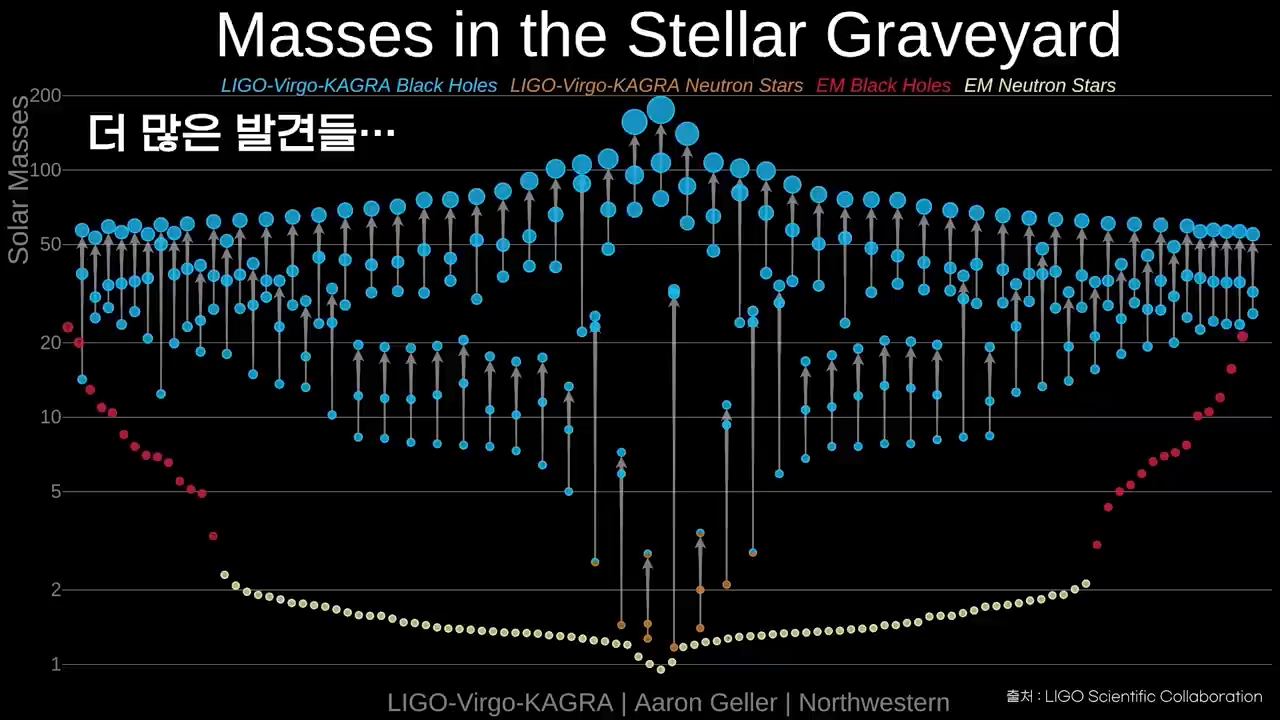 Masses in the Stellar Graveyard
LIGO-Virgo-KAGRA Black Holes LIGO-Virgo-KAGRA Neutron Stars EM Black Holes EM Neutron Stars
더 많은 발견들…
Solar Masses
200
100
50
20
10
5
2
1
LIGO-Virgo-KAGRA | Aaron Geller | Northwestern
출처 : LIGO Scientific Collaboration